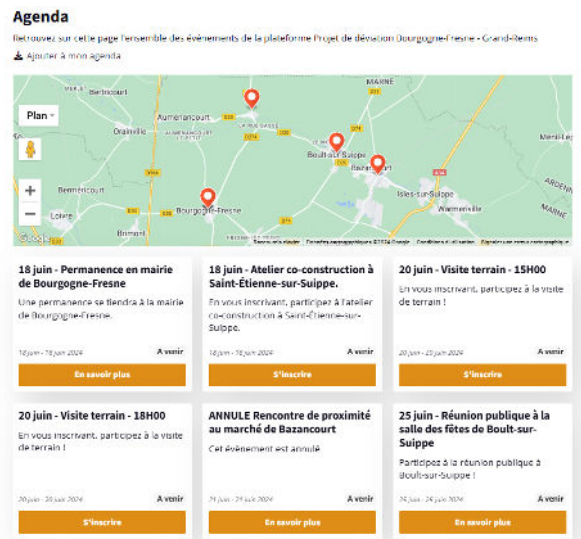 Agenda
Retrouvez sur cette page l'ensemble des événements de la plateforme Projet de déviation Bourgogne-Fresne - Grand-Reims
Ajouter à mon agenda
Plan
Bertricourt
MARNE
Aumenancourt
Orainville
Boult-sur-Suippe
Bazancourt
Bermericourt
Isles-sur-Suippe
Warmeriville
Loivre
Bourgogne-Fresne
Brimont
MARNE
Google
18 juin - Permanence en mairie
de Bourgogne-Fresne
Une permanence se tiendra à la mairie
de Bourgogne-Fresne.
18 juin - 18 juin 2024
A venir
En savoir plus
18 juin - Atelier co-construction à
Saint-Étienne-sur-Suippe.
En vous inscrivant, participez à l'atelier
co-construction à Saint-Étienne-sur-
Suippe.
18 juin - 18 juin 2024
A venir
S'inscrire
20 juin - Visite terrain - 15H00
En vous inscrivant, participez à la visite
de terrain !
20 juin - 20 juin 2024
A venir
S'inscrire
20 juin - Visite terrain - 18H00
En vous inscrivant, participez à la visite
de terrain !
20 juin - 20 juin 2024
A venir
S'inscrire
ANNULE Rencontre de proximité
au marché de Bazancourt
Cet événement est annulé
21 juin - 21 juin 2024
A venir
En savoir plus
25 juin - Réunion publique à la
salle des fêtes de Boult-sur-
Suippe
Participez à la réunion publique à
Boult-sur-Suippe !
25 juin - 25 juin 2024
A venir
En savoir plus